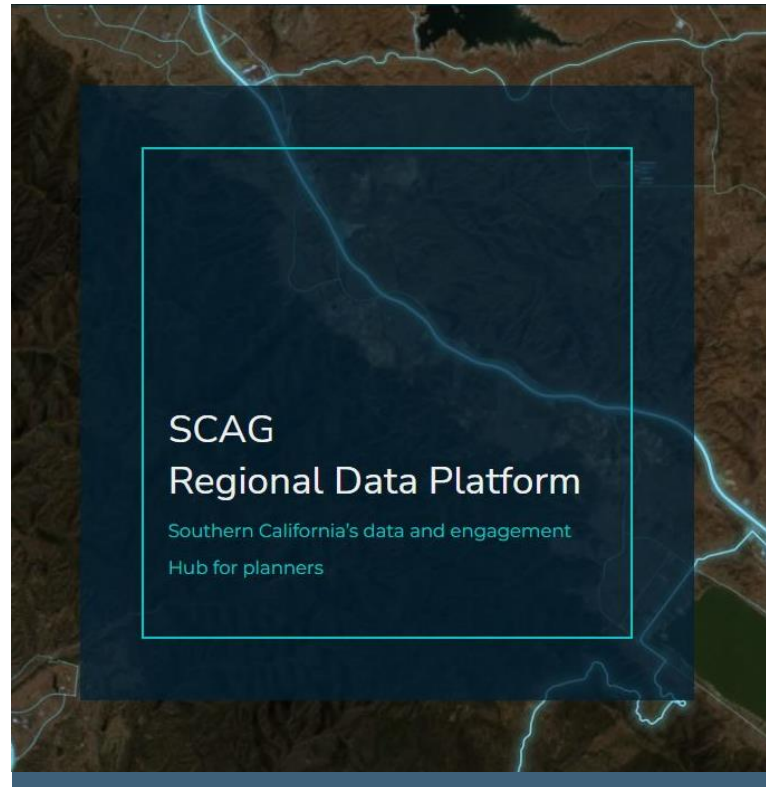 SCAG
Regional Data Platform
Southern California's data and engagement
Hub for planners